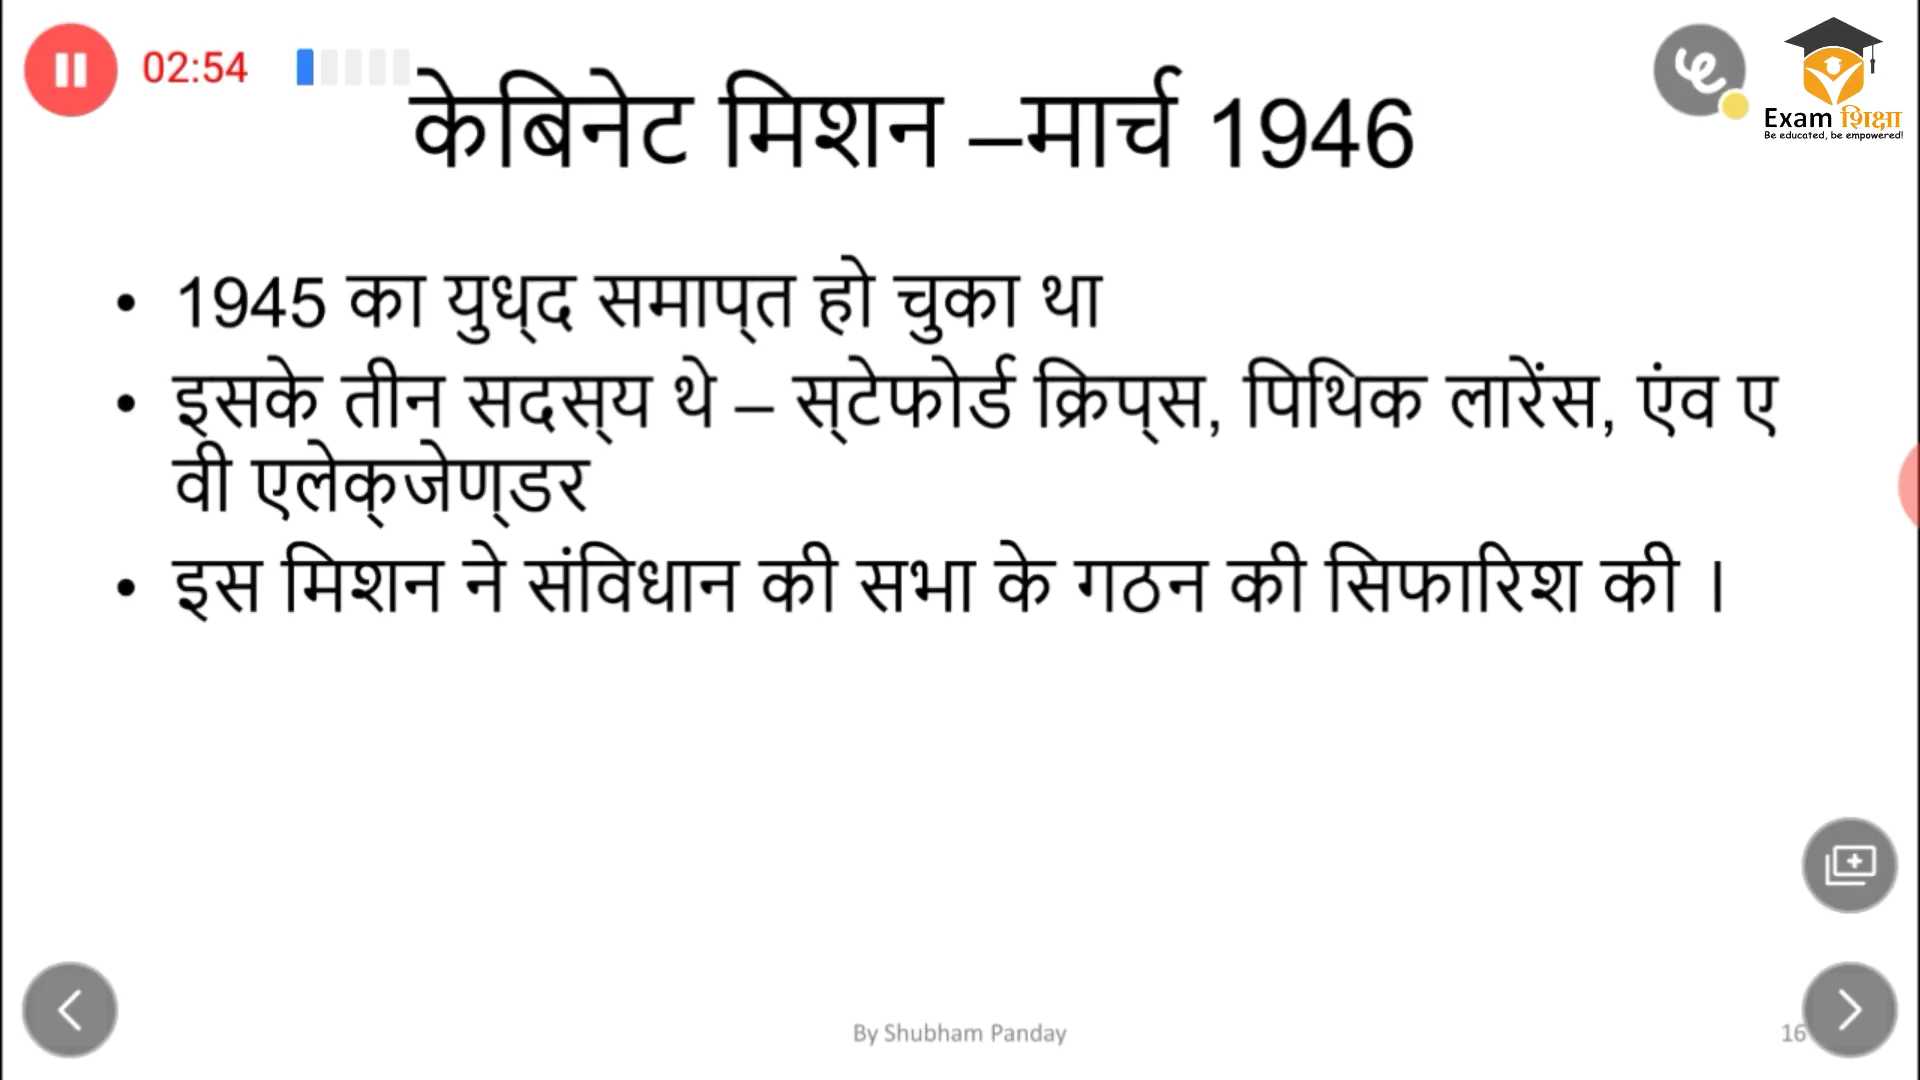 02:54
केबिनेट मिशन –मार्च 1946
Exam शिक्षा
Be educated, be empowered!
• 1945 का युध्‌द समाप्‌त हो चुका था
• इसके तीन सदस्‌य थे – स्‌टेफोर्ड क्रिप्‌स, पिथिक लारेंस, एंव ए
वी एलेक्‌जेण्‌डर
• इस मिशन ने संविधान की सभा के गठन की सिफारिश की ।
By Shubham Panday
16